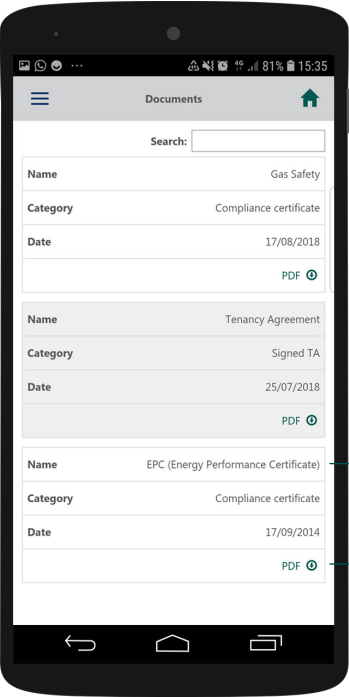 4G 81% 15:35
Documents
Search:
Name Gas Safety
Category Compliance certificate
Date 17/08/2018
PDF
Name Tenancy Agreement
Category Signed TA
Date 25/07/2018
PDF
Name EPC (Energy Performance Certificate)
Category Compliance certificate
Date 17/09/2014
PDF